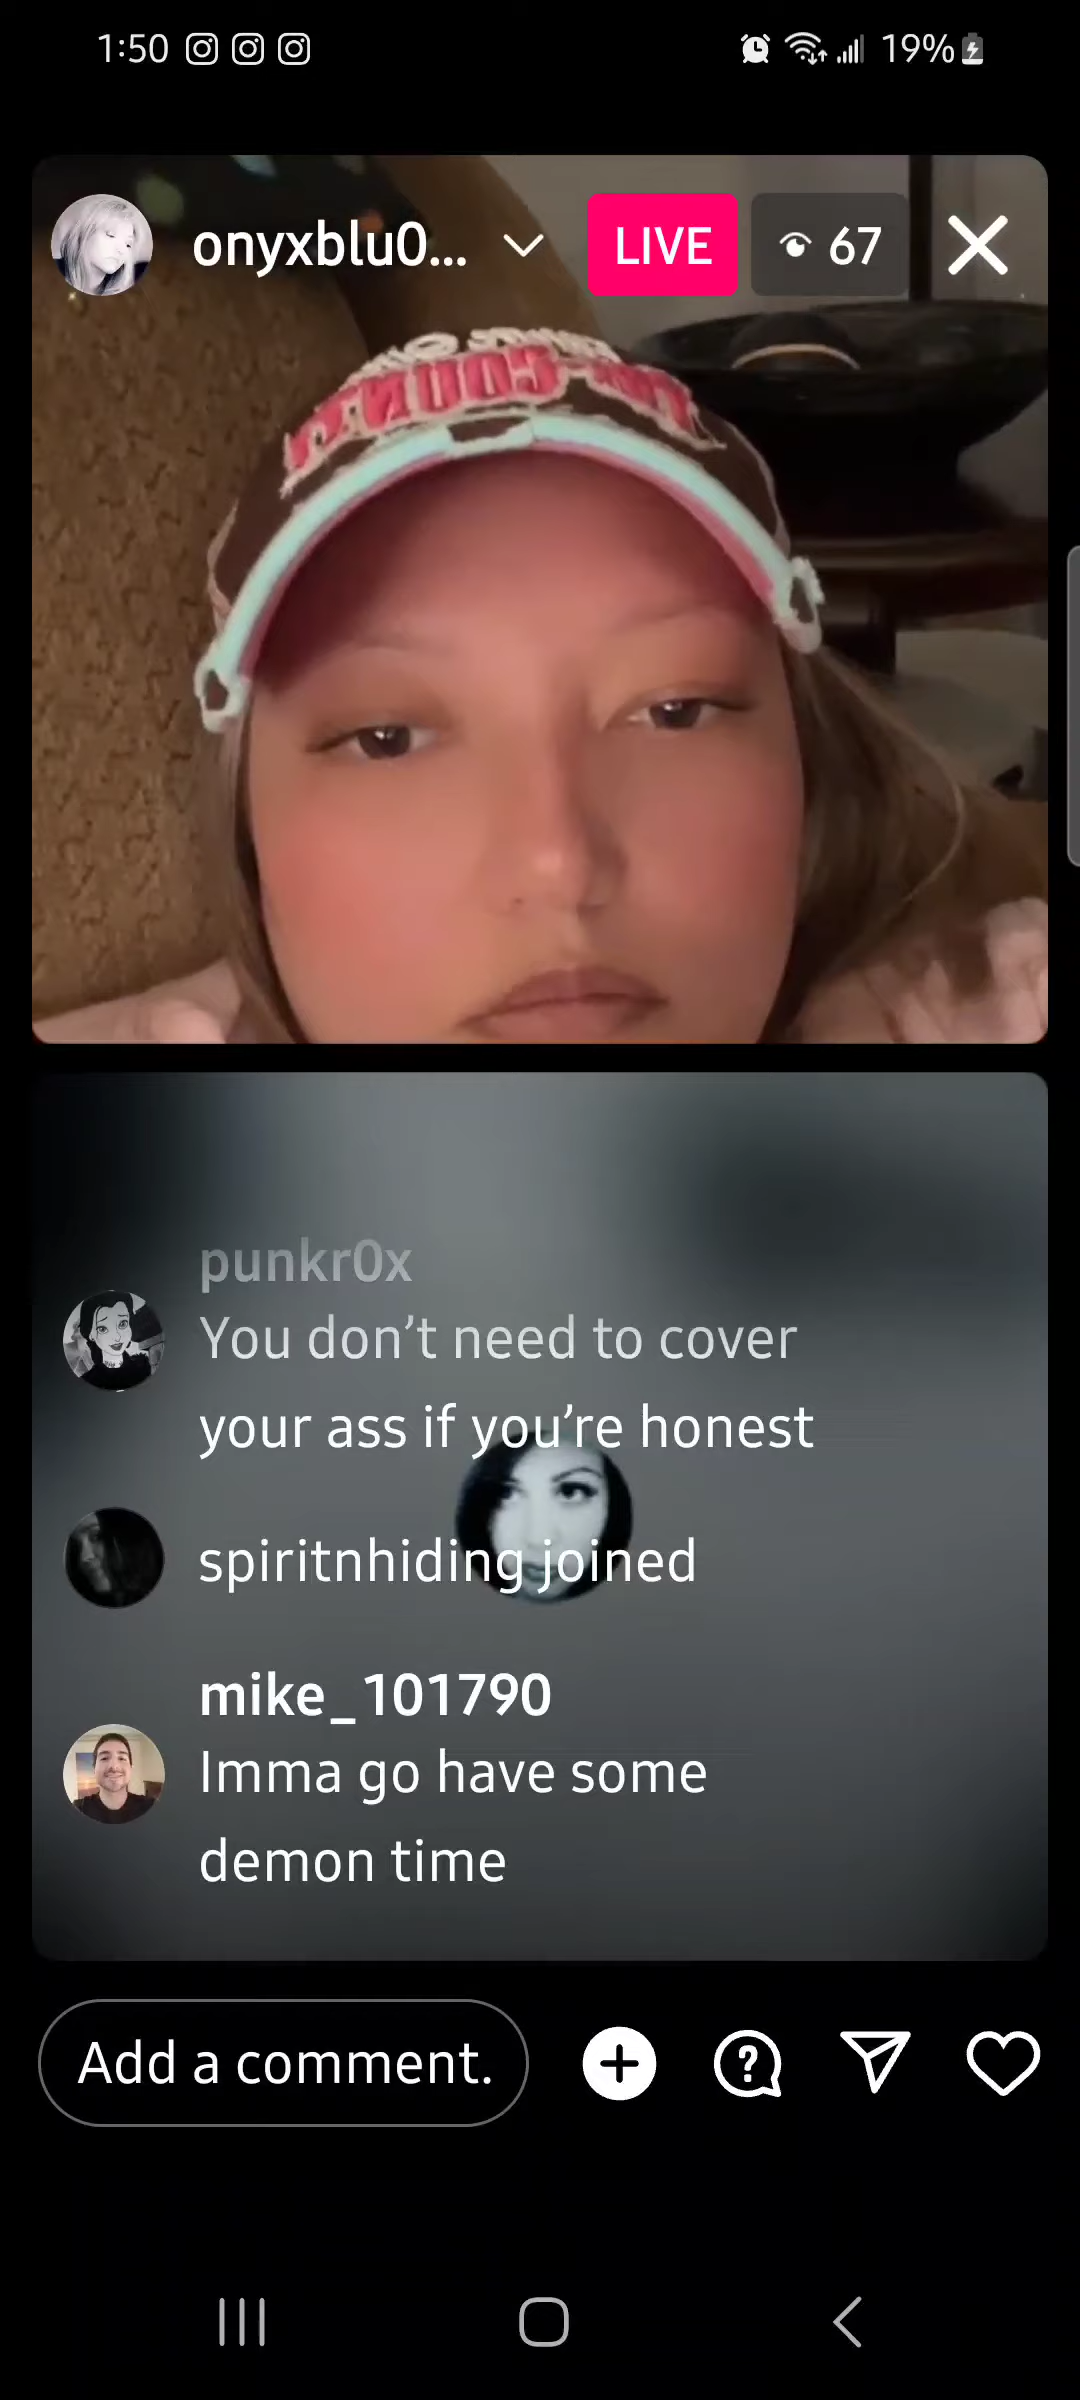 1:50
19%
onyxblu0...
LIVE
67
punkr0x
You don’t need to cover
your ass if you’re honest
spiritnhiding joined
mike_101790
Imma go have some
demon time
Add a comment.